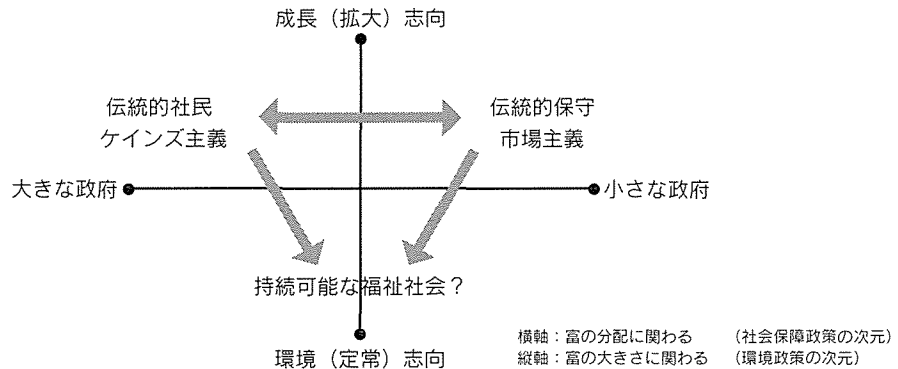 成長（拡大）志向
伝統的社民
ケインズ主義
伝統的保守
市場主義
大きな政府
小さな政府
持続可能な福祉社会？
環境（定常）志向
横軸：富の分配に関わる　（社会保障政策の次元）
縦軸：富の大きさに関わる　（環境政策の次元）